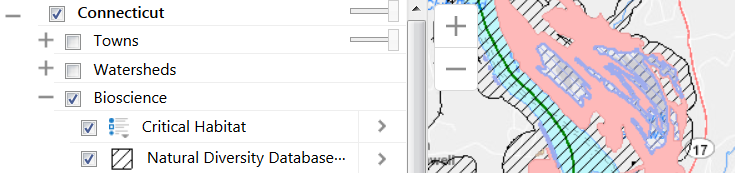 Connecticut
Towns
Watersheds
Bioscience
Critical Habitat
Natural Diversity Database···
17